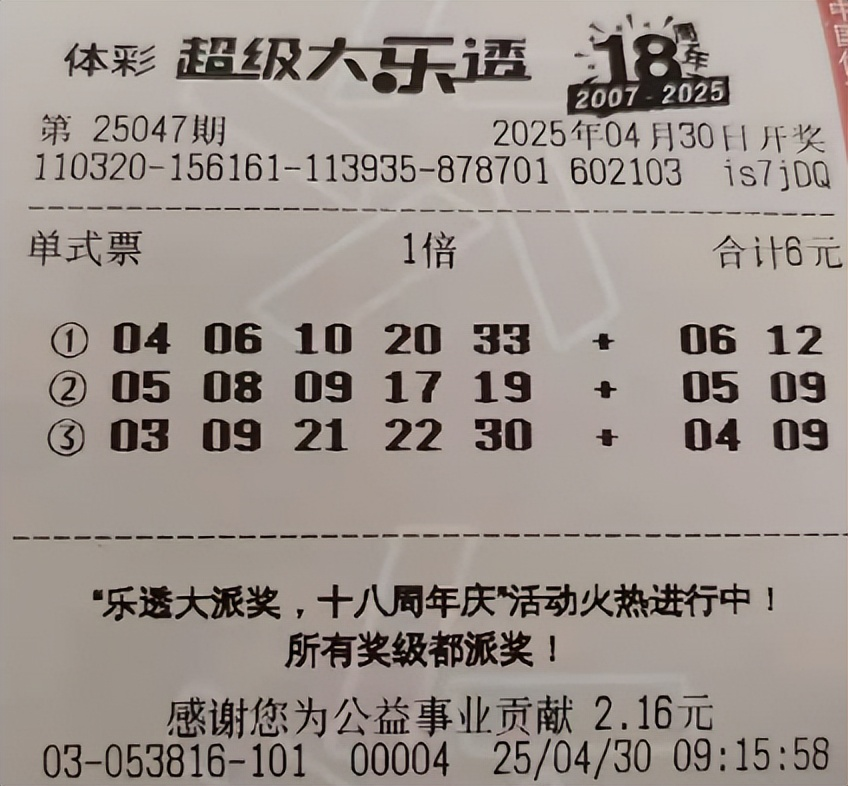 体彩 超级大乐透 18周年
2007-2025
第 25047期 2025年04月30日开奖
110320-156161-113935-878701 602103 is7jDQ
单式票 1倍 合计6元
① 04 06 10 20 33 + 06 12
② 05 08 09 17 19 + 05 09
③ 03 09 21 22 30 + 04 09
“乐透大派奖，十八周年庆”活动火热进行中！
所有奖级都派奖！
感谢您为公益事业贡献 2.16元
03-053816-101 00004 25/04/30 09:15:58